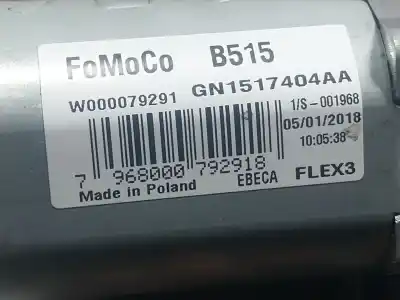 FoMoCo B515
W000079291 GN1517404AA
1/S-001968
05/01/2018
10:05:38
7 968000 792918
Made in Poland EBECA FLEX3